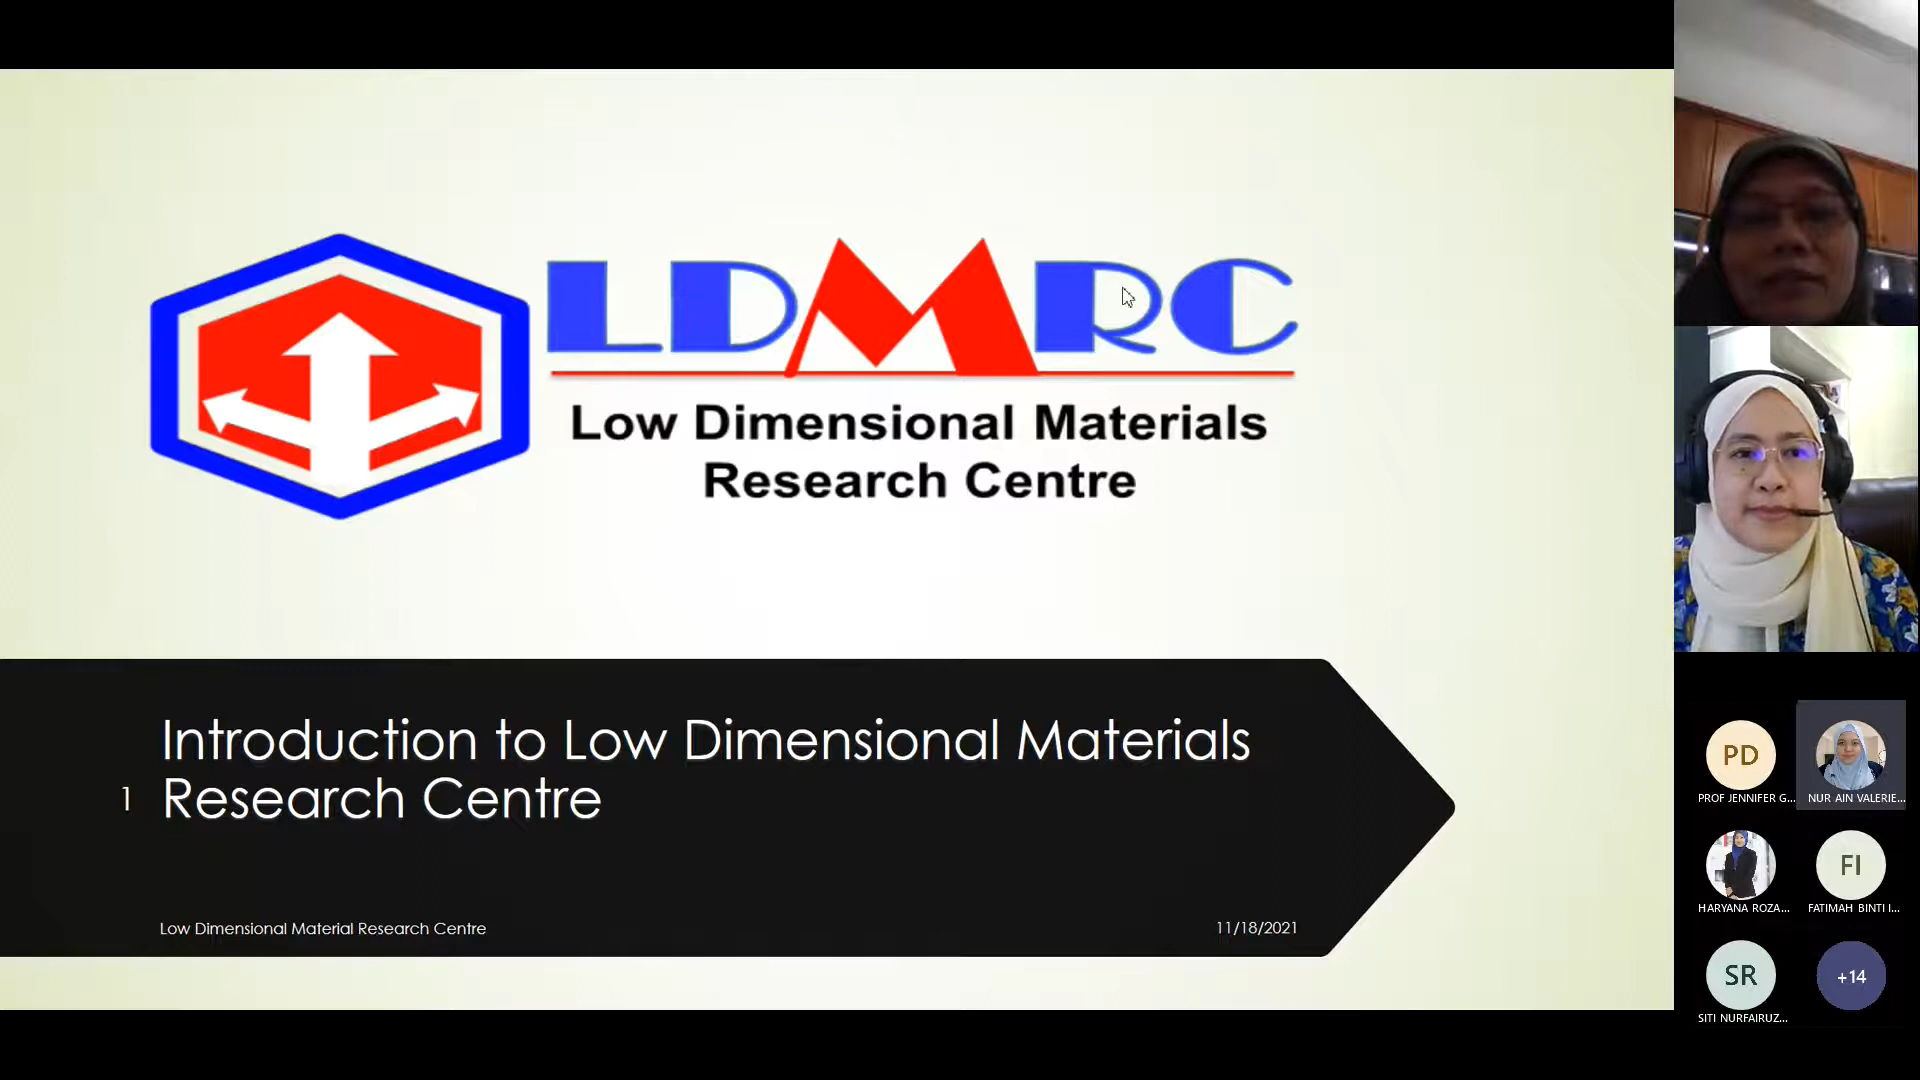 LDMRC
Low Dimensional Materials
Research Centre
Introduction to Low Dimensional Materials
Research Centre
1
Low Dimensional Material Research Centre
11/18/2021
PD
PROF JENNIFER G...
NUR AIN VALERIE...
HARYANA ROZA...
FI
FATIMAH BINTI I...
SR
SITI NURFAIRUZ...
+14